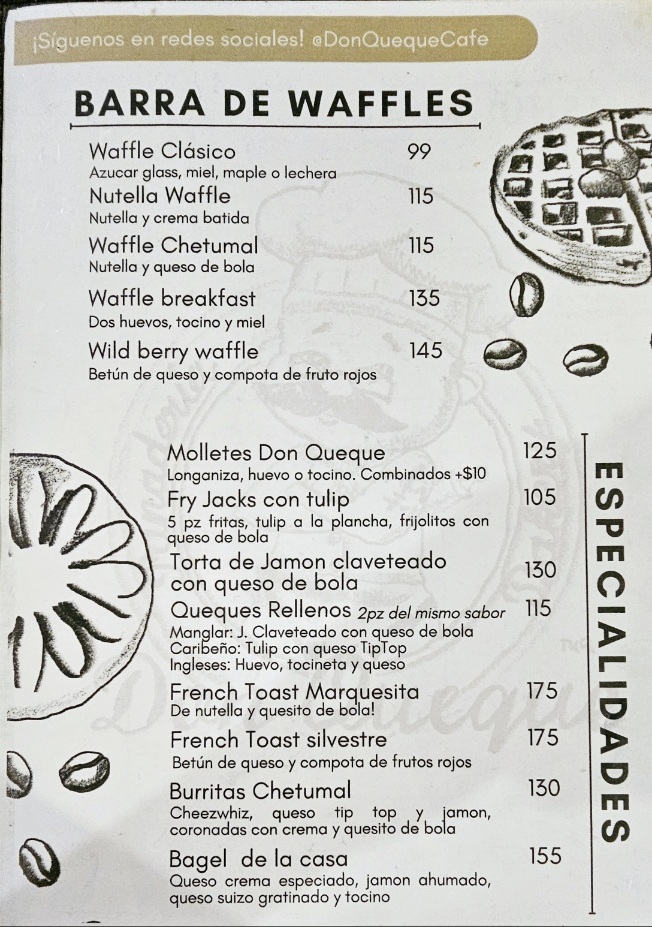 ¡Síguenos en redes sociales! @DonQuequeCafe
BARRA DE WAFFLES
Waffle Clásico 99
Azucar glass, miel, maple o lechera
Nutella Waffle 115
Nutella y crema batida
Waffle Chetumal 115
Nutella y queso de bola
Waffle breakfast 135
Dos huevos, tocino y miel
Wild berry waffle 145
Betún de queso y compota de fruto rojos
ESPECIALIDADES
Molletes Don Queque 125
Longaniza, huevo o tocino. Combinados +$10
Fry Jacks con tulip 105
5 pz fritas, tulip a la plancha, frijolitos con
queso de bola
Torta de Jamon claveteado
con queso de bola 130
Queques Rellenos 2pz del mismo sabor 115
Manglar: J. Claveteado con queso de bola
Caribeño: Tulip con queso TipTop
Ingleses: Huevo, tocineta y queso
French Toast Marquesita 175
De nutella y quesito de bola!
French Toast silvestre 175
Betún de queso y compota de frutos rojos
Burritas Chetumal 130
Cheezwhiz, queso tip top y jamon,
coronadas con crema y quesito de bola
Bagel de la casa 155
Queso crema especiado, jamon ahumado,
queso suizo gratinado y tocino